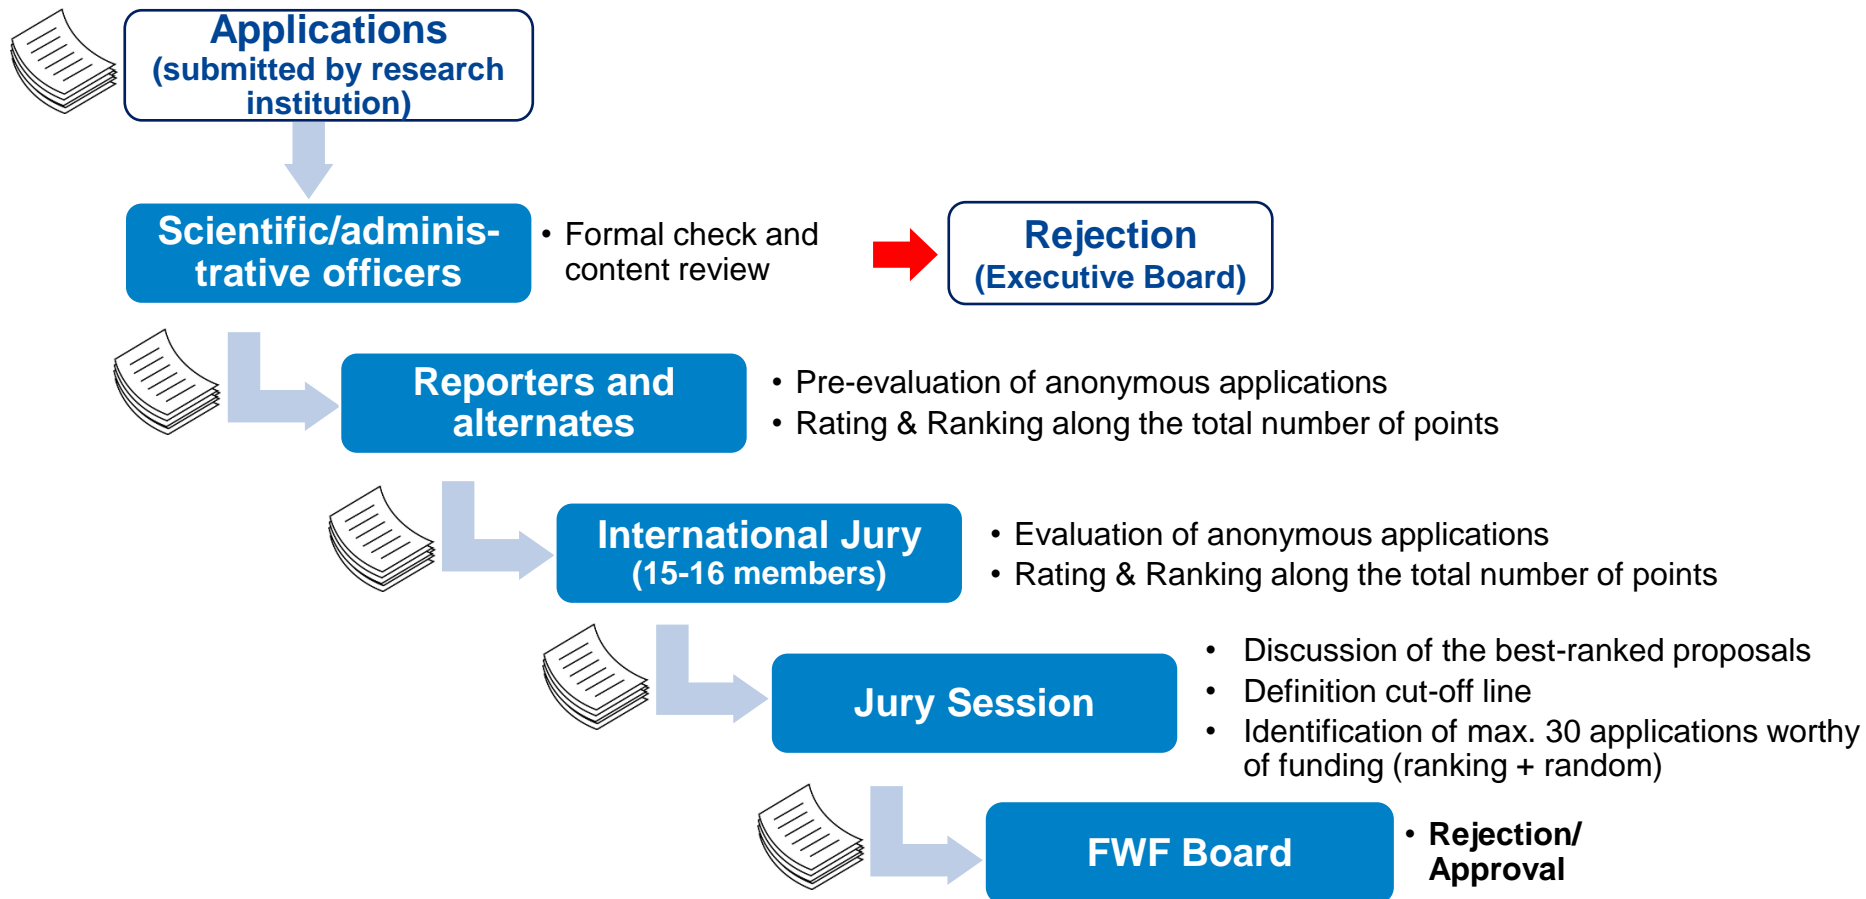 Applications
(submitted by research
institution)
Scientific/adminis-
trative officers
• Formal check and
content review
Rejection
(Executive Board)
Reporters and
alternates
• Pre-evaluation of anonymous applications
• Rating & Ranking along the total number of points
International Jury
(15-16 members)
• Evaluation of anonymous applications
• Rating & Ranking along the total number of points
Jury Session
• Discussion of the best-ranked proposals
• Definition cut-off line
• Identification of max. 30 applications worthy
of funding (ranking + random)
FWF Board
• Rejection/
Approval